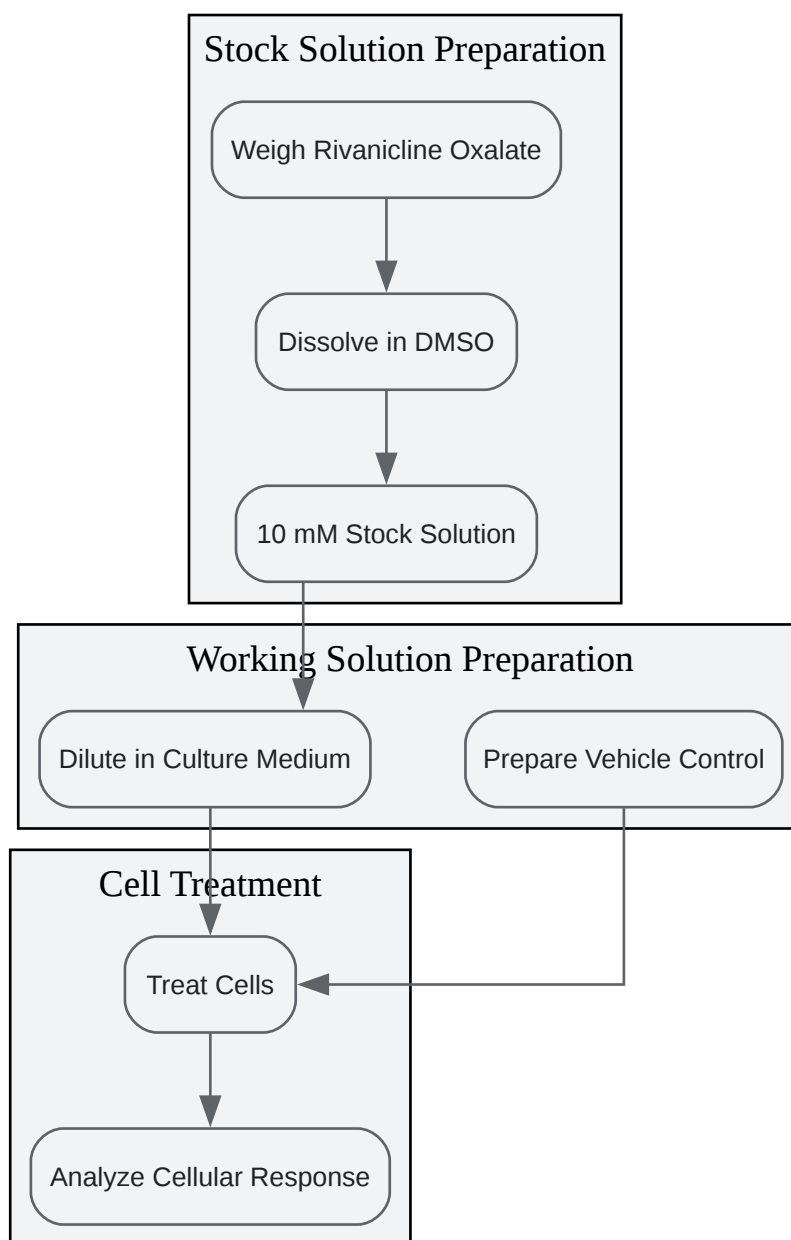 Stock Solution Preparation
Weigh Rivanicline Oxalate
Dissolve in DMSO
10 mM Stock Solution
Working Solution Preparation
Dilute in Culture Medium
Prepare Vehicle Control
Cell Treatment
Treat Cells
Analyze Cellular Response